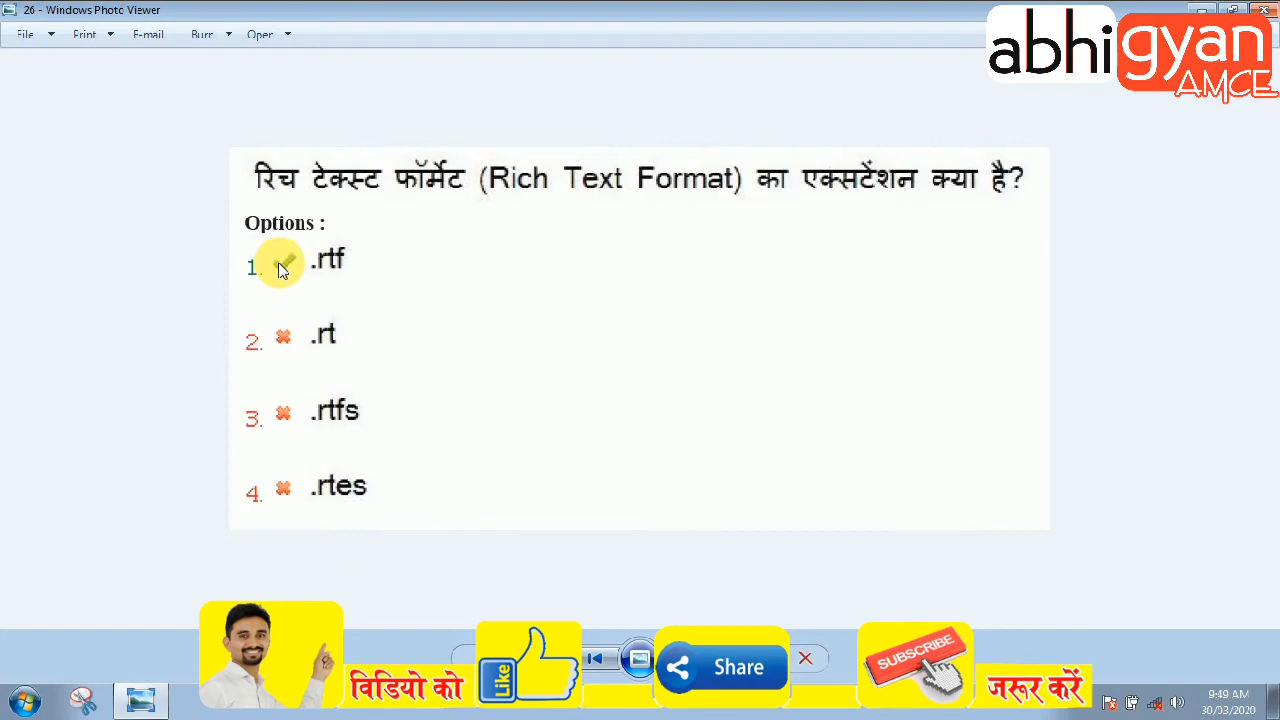 26 - Windows Photo Viewer
File Print E-mail Burn Open
abhigyan
AMCE
रिच टेक्स्ट फॉर्मेट (Rich Text Format) का एक्सटेंशन क्या है?
Options :
1. .rtf
2. .rt
3. .rtfs
4. .rtes
विडियो को Like Share SUBSCRIBE जरूर करें
9:49 AM
30/03/2020